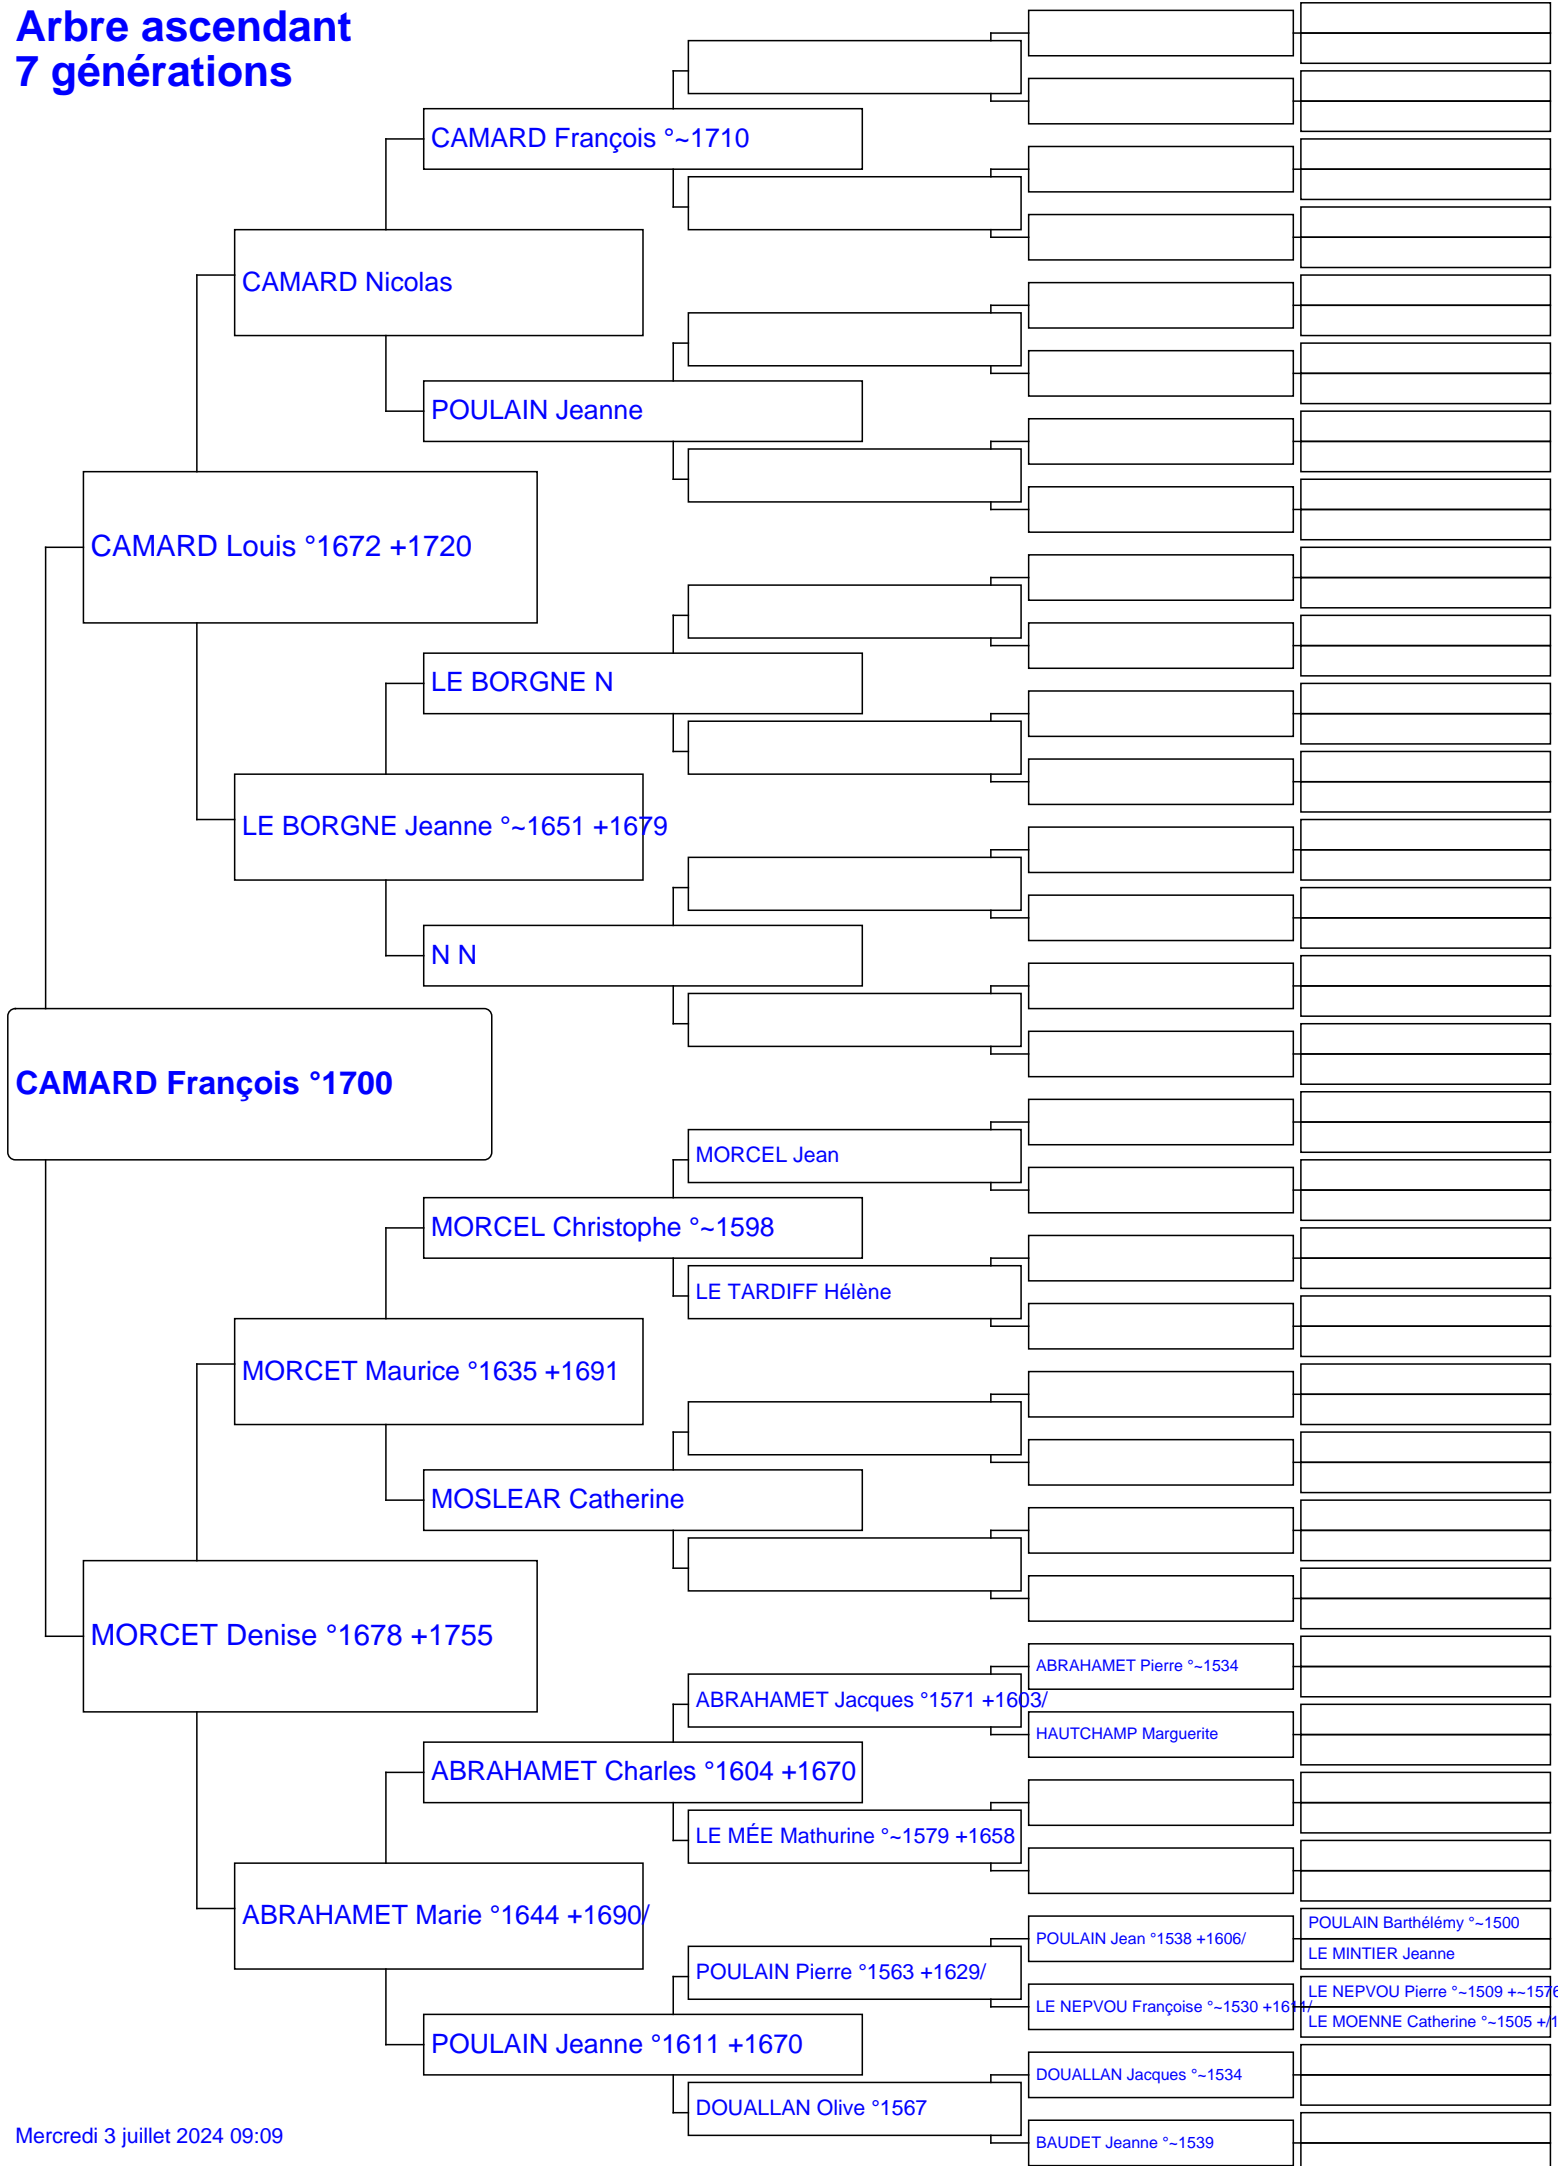 Arbre ascendant
7 générations
CAMARD François °~1710
CAMARD Nicolas
POULAIN Jeanne
CAMARD Louis °1672 +1720
LE BORGNE N
LE BORGNE Jeanne °~1651 +1679
N N
CAMARD François °1700
MORCEL Jean
MORCEL Christophe °~1598
LE TARDIFF Hélène
MORCET Maurice °1635 +1691
MOSLEAR Catherine
MORCET Denise °1678 +1755
ABRAHAMET Pierre °~1534
ABRAHAMET Jacques °1571 +1603/
HAUTCHAMP Marguerite
ABRAHAMET Charles °1604 +1670
LE MÉE Mathurine °~1579 +1658
ABRAHAMET Marie °1644 +1690/
POULAIN Barthélémy °~1500
POULAIN Jean °1538 +1606/
LE MINTIER Jeanne
POULAIN Pierre °1563 +1629/
LE NEPVOU Pierre °~1509 +~1576
LE NEPVOU Françoise °~1530 +1611/
LE MOENNE Catherine °~1505 +/1
POULAIN Jeanne °1611 +1670
DOUALLAN Jacques °~1534
DOUALLAN Olive °1567
BAUDET Jeanne °~1539
Mercredi 3 juillet 2024 09:09